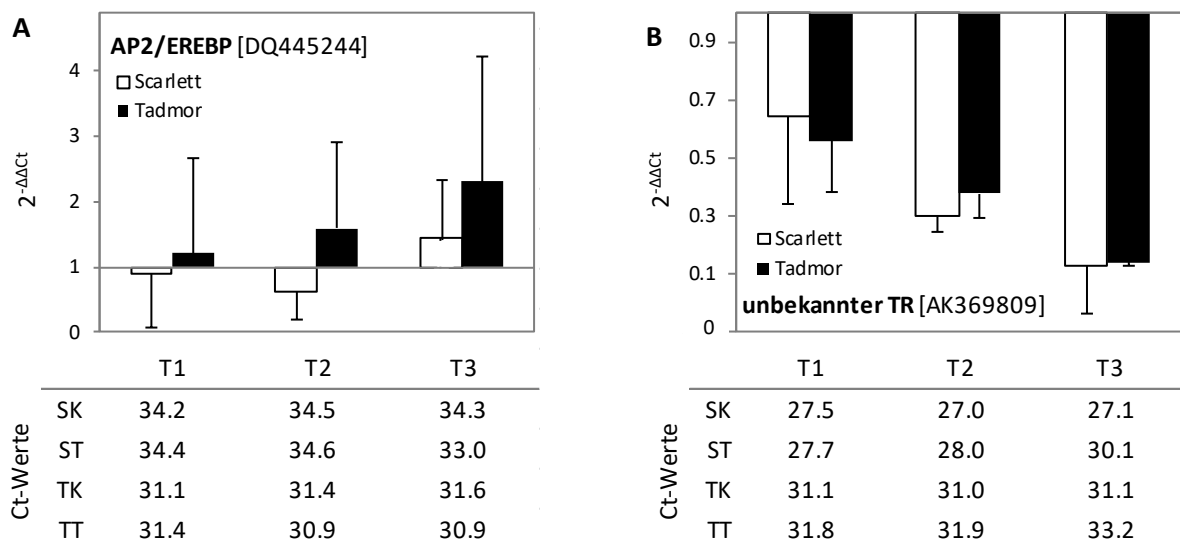 A
AP2/EREBP [DQ445244]
Scarlett
Tadmor
4
3
2
1
0
2^-ΔΔCt
T1 T2 T3
Ct-Werte
SK 34.2 34.5 34.3
ST 34.4 34.6 33.0
TK 31.1 31.4 31.6
TT 31.4 30.9 30.9
B
0.9
0.7
0.5
0.3
0.1
0
2^-ΔΔCt
Scarlett
Tadmor
unbekannter TR [AK369809]
T1 T2 T3
Ct-Werte
SK 27.5 27.0 27.1
ST 27.7 28.0 30.1
TK 31.1 31.0 31.1
TT 31.8 31.9 33.2